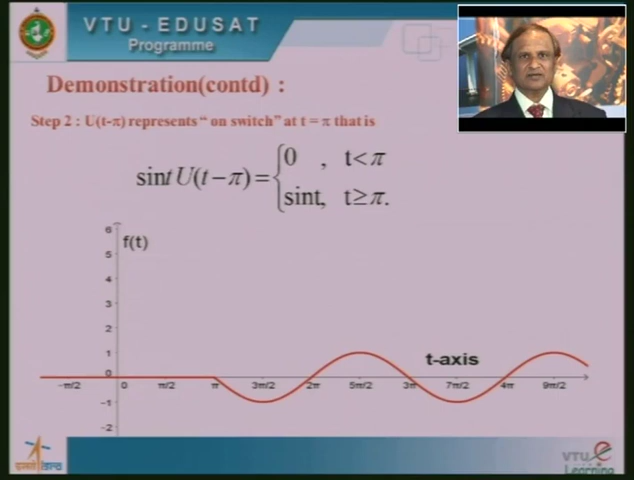 VTU - EDUSAT
Programme
Demonstration(contd) :
Step 2 : U(t-π) represents “ on switch” at t = π that is
sint U(t−π)= {0 , t<π
sint, t≥π.
f(t)
6
5
4
3
2
1
0
−1
−2
t-axis
−π/2 0 π/2 π 3π/2 2π 5π/2 3π 7π/2 4π 9π/2
VTU e
Learning